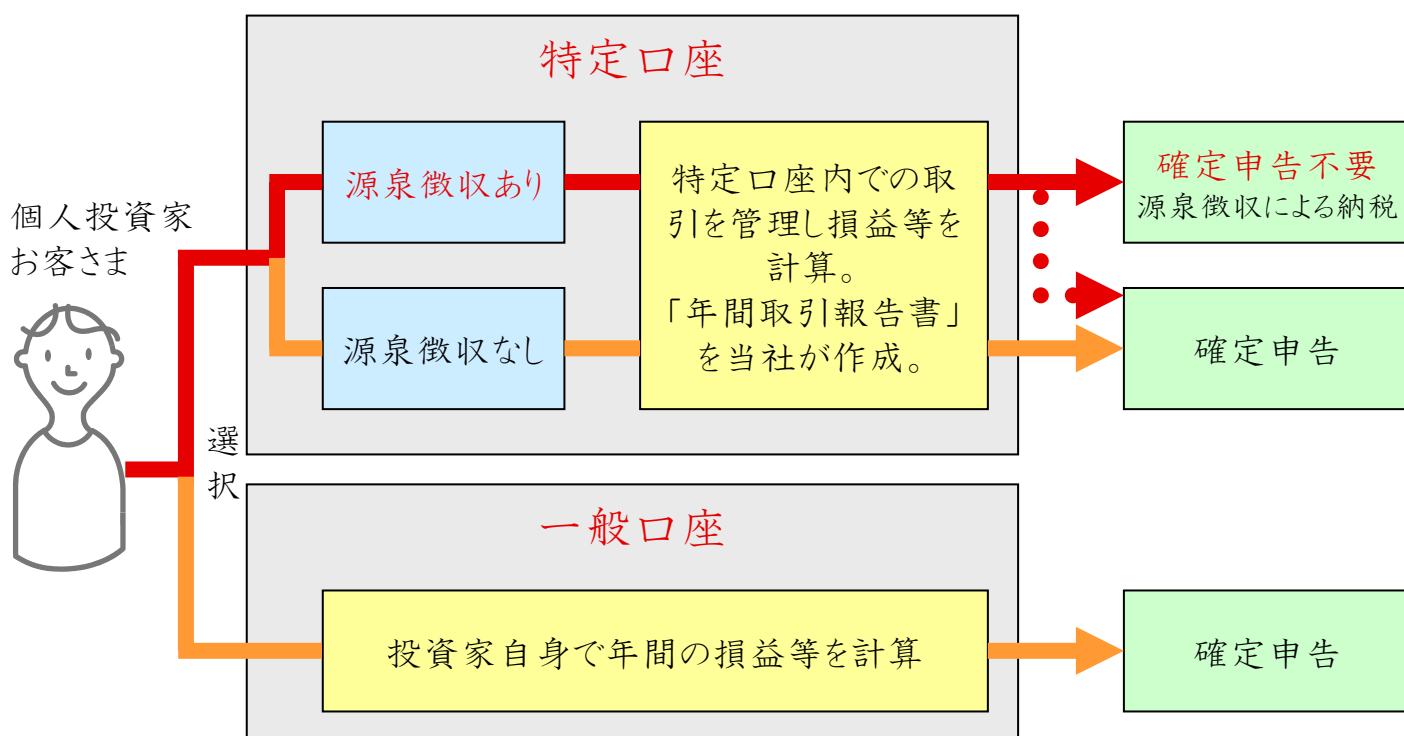 特定口座
源泉徴収あり
特定口座内での取
引を管理し損益等を
計算。
「年間取引報告書」
を当社が作成。
確定申告不要
源泉徴収による納税
個人投資家
お客さま
源泉徴収なし
確定申告
選
択
一般口座
投資家自身で年間の損益等を計算
確定申告